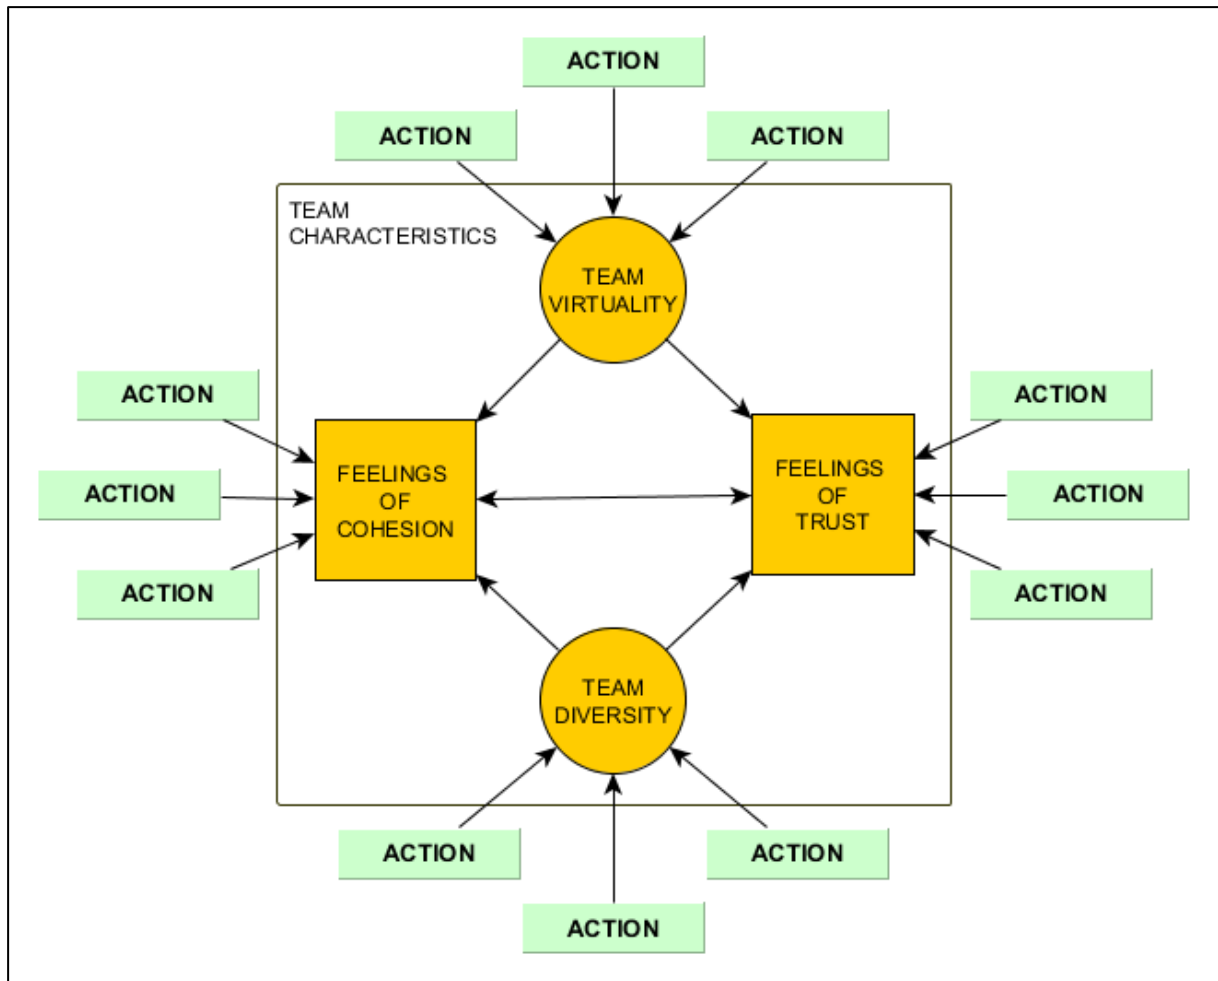 ACTION
ACTION
ACTION
TEAM
CHARACTERISTICS
TEAM
VIRTUALITY
ACTION
ACTION
ACTION
FEELINGS
OF
COHESION
FEELINGS
OF
TRUST
ACTION
ACTION
ACTION
TEAM
DIVERSITY
ACTION
ACTION
ACTION